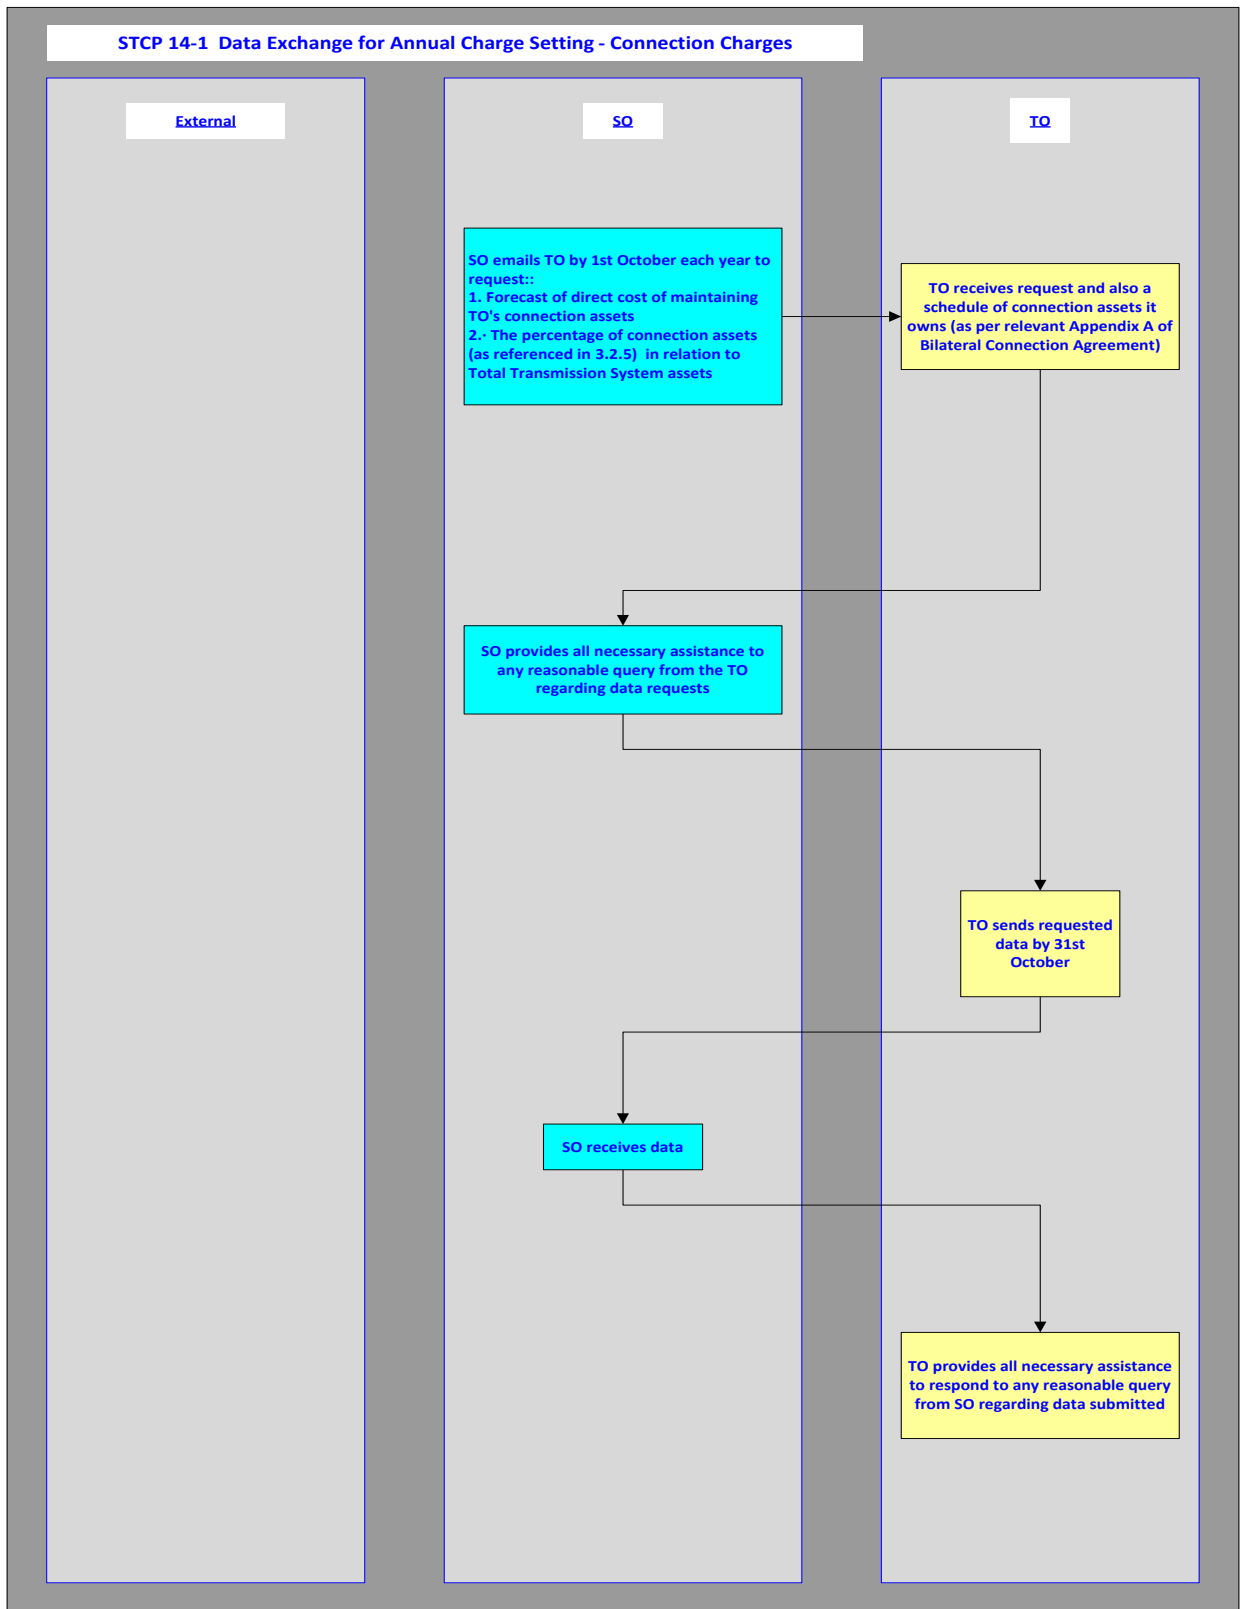 STCP 14-1 Data Exchange for Annual Charge Setting - Connection Charges
External
SO
TO
SO emails TO by 1st October each year to
request::
1. Forecast of direct cost of maintaining
TO's connection assets
2.· The percentage of connection assets
(as referenced in 3.2.5) in relation to
Total Transmission System assets
TO receives request and also a
schedule of connection assets it
owns (as per relevant Appendix A of
Bilateral Connection Agreement)
SO provides all necessary assistance to
any reasonable query from the TO
regarding data requests
TO sends requested
data by 31st
October
SO receives data
TO provides all necessary assistance
to respond to any reasonable query
from SO regarding data submitted